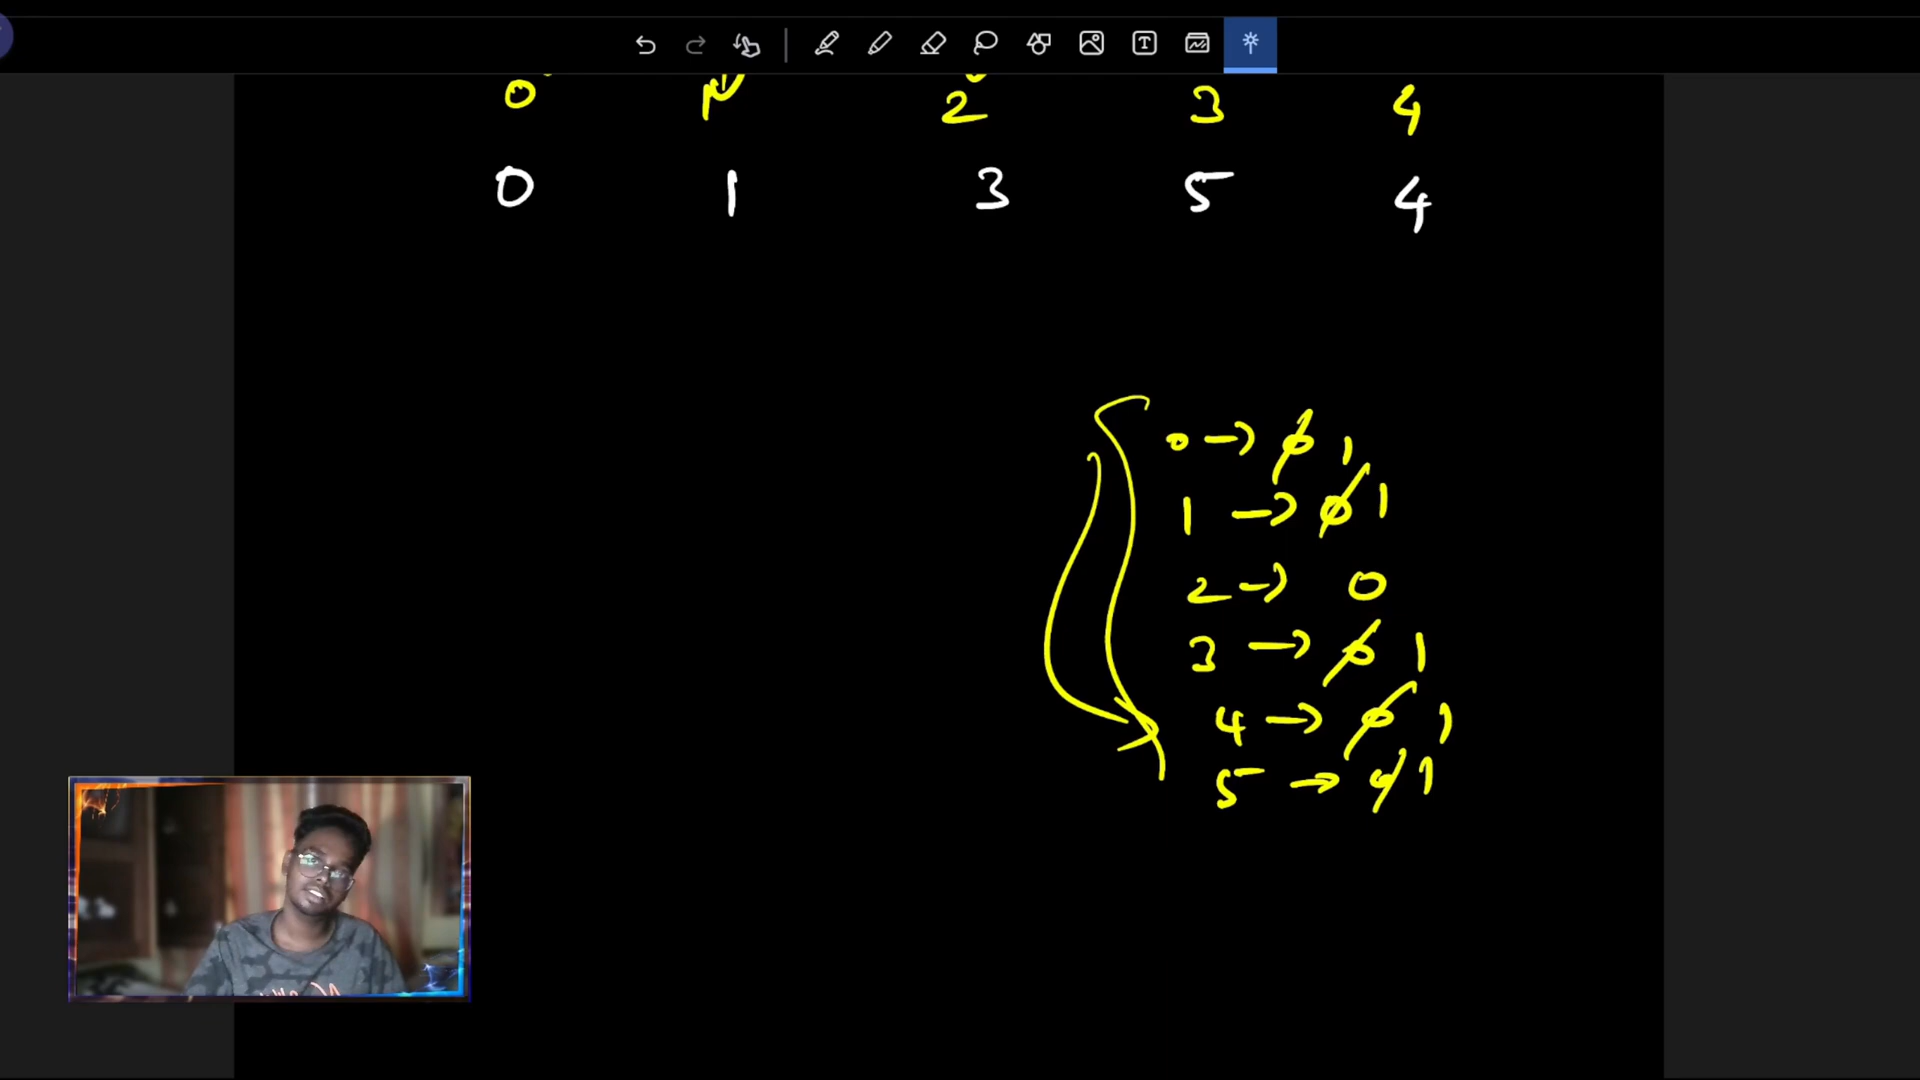 0 1 2 3 4
0 1 3 5 4
0 → 0 1
1 → 0 1
2 → 0
3 → 0 1
4 → 0 1
5 → 0 1